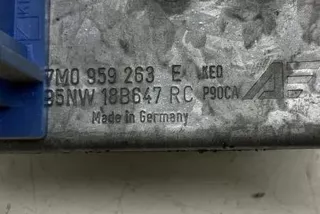 7M0 959 263 E KEO
95NW 18B647 RC P90CA
Made in Germany